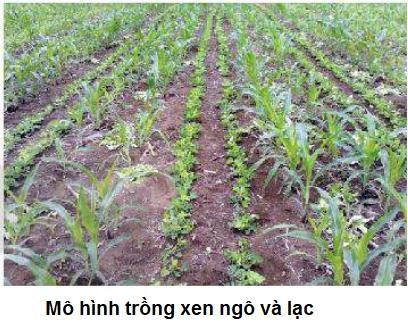 Mô hình trồng xen ngô và lạc